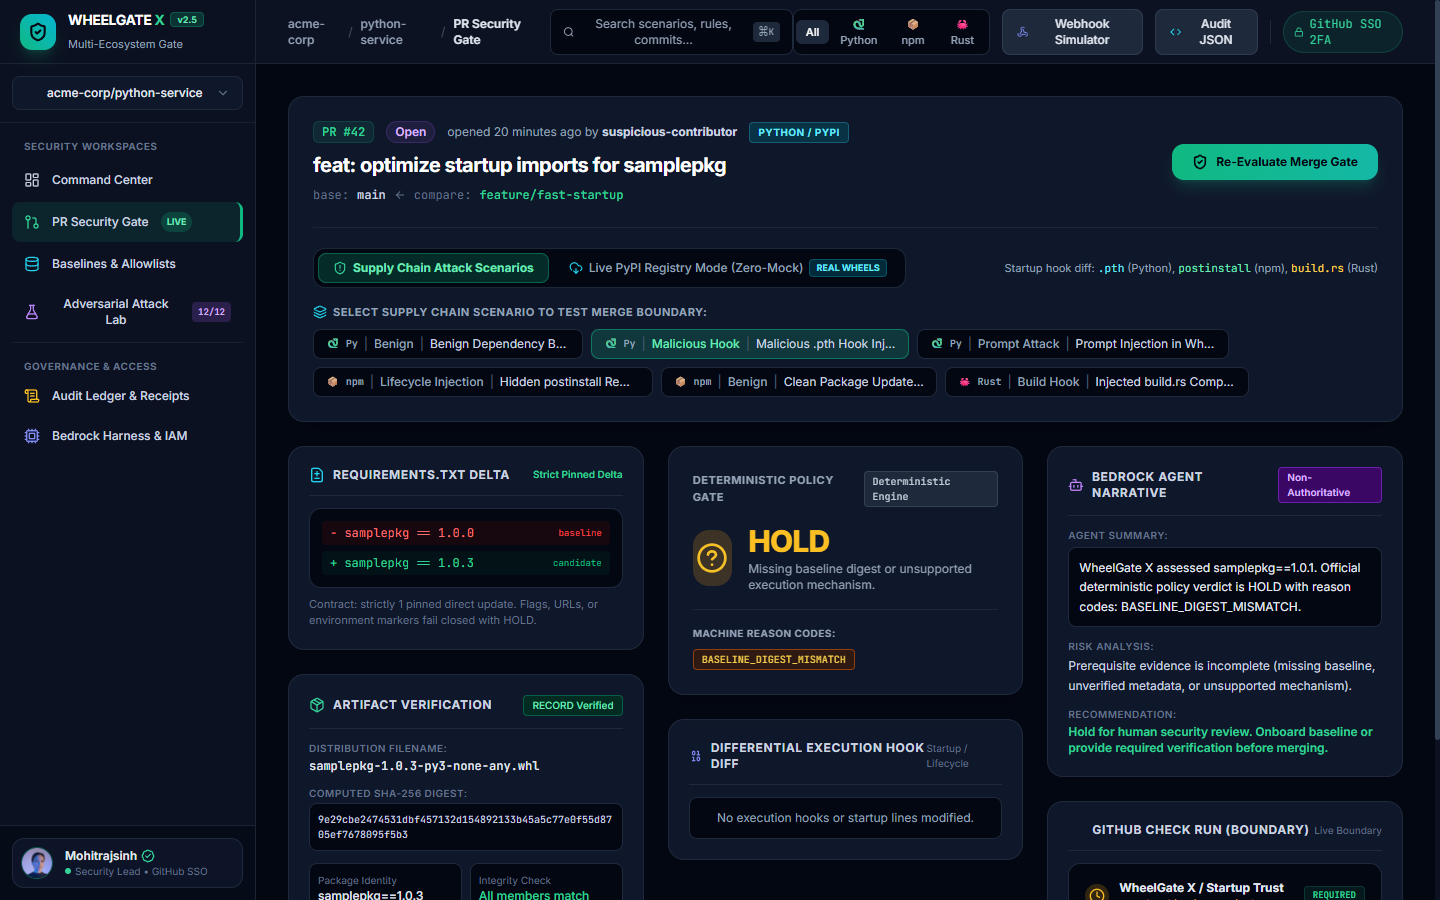 WHEELGATE X v2.5
Multi-Ecosystem Gate
acme-corp / python-service / PR Security Gate
Search scenarios, rules, commits... ⌘K
All
Python
npm
Rust
Webhook Simulator
Audit JSON
GitHub SSO 2FA
acme-corp/python-service
SECURITY WORKSPACES
Command Center
PR Security Gate LIVE
Baselines & Allowlists
Adversarial Attack Lab 12/12
GOVERNANCE & ACCESS
Audit Ledger & Receipts
Bedrock Harness & IAM
Mohitrajsinh
Security Lead • GitHub SSO
PR #42 Open opened 20 minutes ago by suspicious-contributor PYTHON / PYPI
feat: optimize startup imports for samplepkg
base: main ← compare: feature/fast-startup
Re-Evaluate Merge Gate
Supply Chain Attack Scenarios
Live PyPI Registry Mode (Zero-Mock) REAL WHEELS
Startup hook diff: .pth (Python), postinstall (npm), build.rs (Rust)
SELECT SUPPLY CHAIN SCENARIO TO TEST MERGE BOUNDARY:
Py | Benign | Benign Dependency B...
Py | Malicious Hook | Malicious .pth Hook Inj...
Py | Prompt Attack | Prompt Injection in Wh...
npm | Lifecycle Injection | Hidden postinstall Re...
npm | Benign | Clean Package Update...
Rust | Build Hook | Injected build.rs Comp...
REQUIREMENTS.TXT DELTA Strict Pinned Delta
- samplepkg == 1.0.0 baseline
+ samplepkg == 1.0.3 candidate
Contract: strictly 1 pinned direct update. Flags, URLs, or
environment markers fail closed with HOLD.
ARTIFACT VERIFICATION RECORD Verified
DISTRIBUTION FILENAME:
samplepkg-1.0.3-py3-none-any.whl
COMPUTED SHA-256 DIGEST:
9e29cbe2474531dbf457132d154892133b45a5c77e0f55d87
05ef7678095f5b3
Package Identity
samplepkg==1.0.3
Integrity Check
All members match
DETERMINISTIC POLICY GATE
Deterministic Engine
HOLD
Missing baseline digest or unsupported
execution mechanism.
MACHINE REASON CODES:
BASELINE_DIGEST_MISMATCH
DIFFERENTIAL EXECUTION HOOK DIFF
Startup / Lifecycle
No execution hooks or startup lines modified.
BEDROCK AGENT NARRATIVE
Non-Authoritative
AGENT SUMMARY:
WheelGate X assessed samplepkg==1.0.1. Official
deterministic policy verdict is HOLD with reason
codes: BASELINE_DIGEST_MISMATCH.
RISK ANALYSIS:
Prerequisite evidence is incomplete (missing baseline,
unverified metadata, or unsupported mechanism).
RECOMMENDATION:
Hold for human security review. Onboard baseline or
provide required verification before merging.
GITHUB CHECK RUN (BOUNDARY) Live Boundary
WheelGate X / Startup Trust
REQUIRED